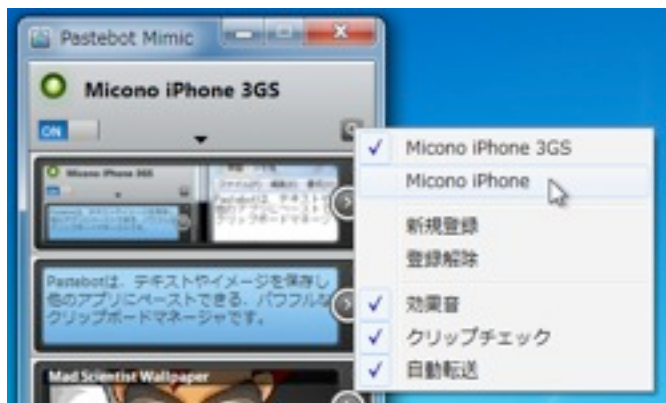 Pastebot Mimic
Micono iPhone 3GS
ON
Micono iPhone 3GS
Micono iPhone
新規登録
登録解除
効果音
クリップチェック
自動転送
Micono iPhone 3GS
Pastebotは、テキストやイメージを保存し
他のアプリにペーストできる、パワフルな
クリップボードマネージャです。
Mad Scientist Wallpaper